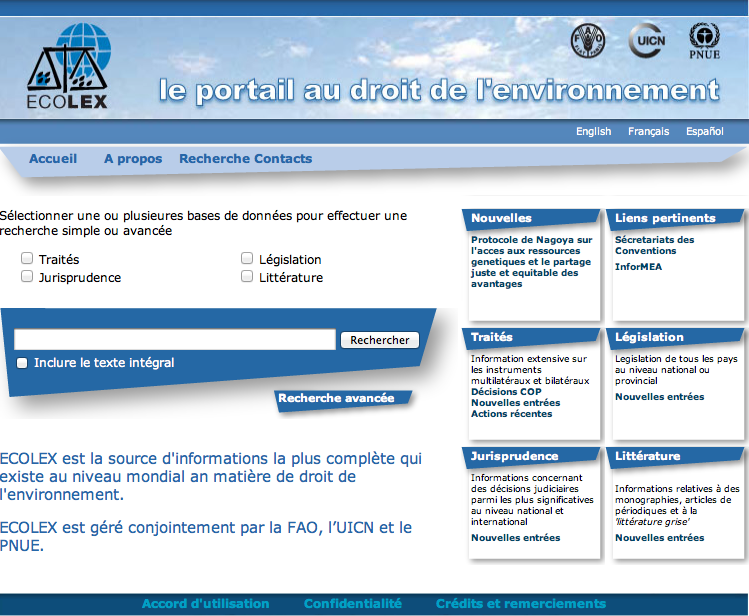 ECOLEX
FAO
FIAT PANIS
UICN
PNUE
le portail au droit de l'environnement
English Français Español
Accueil A propos Recherche Contacts
Sélectionner une ou plusieures bases de données pour effectuer une
recherche simple ou avancée
Traités Législation
Jurisprudence Littérature
Rechercher
Inclure le texte intégral
Recherche avancée
ECOLEX est la source d'informations la plus complète qui
existe au niveau mondial an matière de droit de
l'environnement.
ECOLEX est géré conjointement par la FAO, l’UICN et le
PNUE.
Nouvelles
Protocole de Nagoya sur
l'acces aux ressources
genetiques et le partage
juste et equitable des
avantages
Liens pertinents
Sécretariats des
Conventions
InforMEA
Traités
Information extensive sur
les instruments
multilatéraux et bilatéraux
Décisions COP
Nouvelles entrées
Actions récentes
Législation
Legislation de tous les pays
au niveau national ou
provincial
Nouvelles entrées
Jurisprudence
Informations concernant
des décisions judiciaires
parmi les plus significatives
au niveau national et
international
Nouvelles entrées
Littérature
Informations relatives à des
monographies, articles de
périodiques et à la
'littérature grise'
Nouvelles entrées
Accord d'utilisation Confidentialité Crédits et remerciements